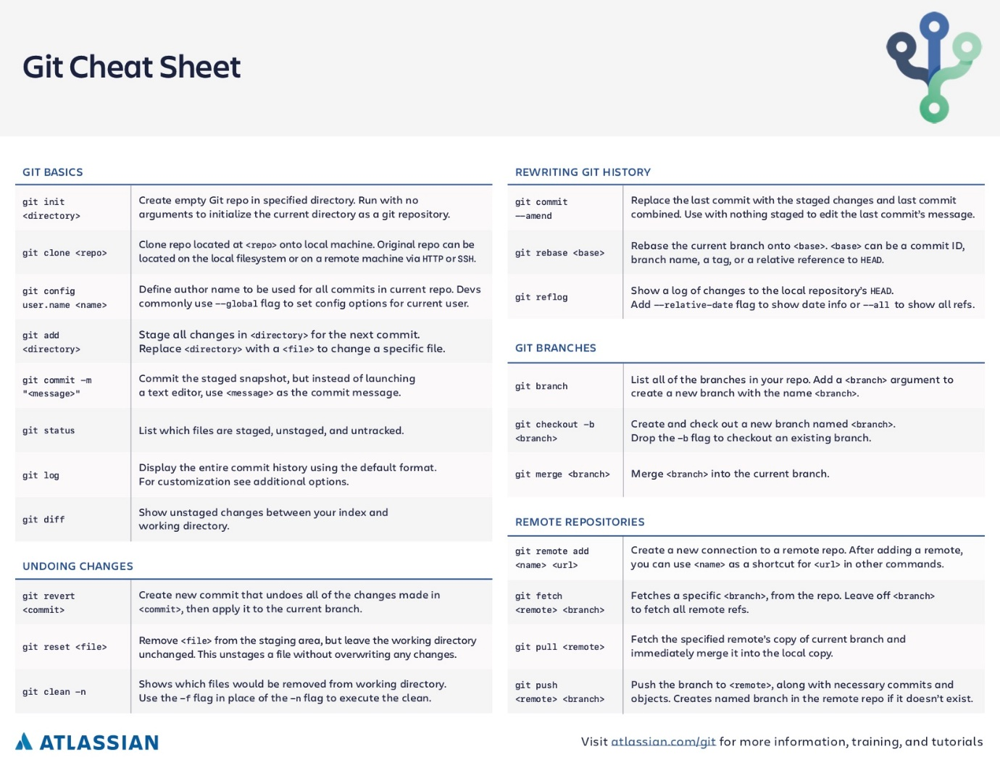 Git Cheat Sheet
GIT BASICS
git init
<directory>
Create empty Git repo in specified directory. Run with no
arguments to initialize the current directory as a git repository.
git clone <repo>
Clone repo located at <repo> onto local machine. Original repo can be
located on the local filesystem or on a remote machine via HTTP or SSH.
git config
user.name <name>
Define author name to be used for all commits in current repo. Devs
commonly use --global flag to set config options for current user.
git add
<directory>
Stage all changes in <directory> for the next commit.
Replace <directory> with a <file> to change a specific file.
git commit -m
"<message>"
Commit the staged snapshot, but instead of launching
a text editor, use <message> as the commit message.
git status
List which files are staged, unstaged, and untracked.
git log
Display the entire commit history using the default format.
For customization see additional options.
git diff
Show unstaged changes between your index and
working directory.
UNDOING CHANGES
git revert
<commit>
Create new commit that undoes all of the changes made in
<commit>, then apply it to the current branch.
git reset <file>
Remove <file> from the staging area, but leave the working directory
unchanged. This unstages a file without overwriting any changes.
git clean -n
Shows which files would be removed from working directory.
Use the -f flag in place of the -n flag to execute the clean.
REWRITING GIT HISTORY
git commit
--amend
Replace the last commit with the staged changes and last commit
combined. Use with nothing staged to edit the last commit’s message.
git rebase <base>
Rebase the current branch onto <base>. <base> can be a commit ID,
branch name, a tag, or a relative reference to HEAD.
git reflog
Show a log of changes to the local repository’s HEAD.
Add --relative-date flag to show date info or --all to show all refs.
GIT BRANCHES
git branch
List all of the branches in your repo. Add a <branch> argument to
create a new branch with the name <branch>.
git checkout -b
<branch>
Create and check out a new branch named <branch>.
Drop the -b flag to checkout an existing branch.
git merge <branch>
Merge <branch> into the current branch.
REMOTE REPOSITORIES
git remote add
<name> <url>
Create a new connection to a remote repo. After adding a remote,
you can use <name> as a shortcut for <url> in other commands.
git fetch
<remote> <branch>
Fetches a specific <branch>, from the repo. Leave off <branch>
to fetch all remote refs.
git pull <remote>
Fetch the specified remote’s copy of current branch and
immediately merge it into the local copy.
git push
<remote> <branch>
Push the branch to <remote>, along with necessary commits and
objects. Creates named branch in the remote repo if it doesn’t exist.
ATLASSIAN
Visit atlassian.com/git for more information, training, and tutorials